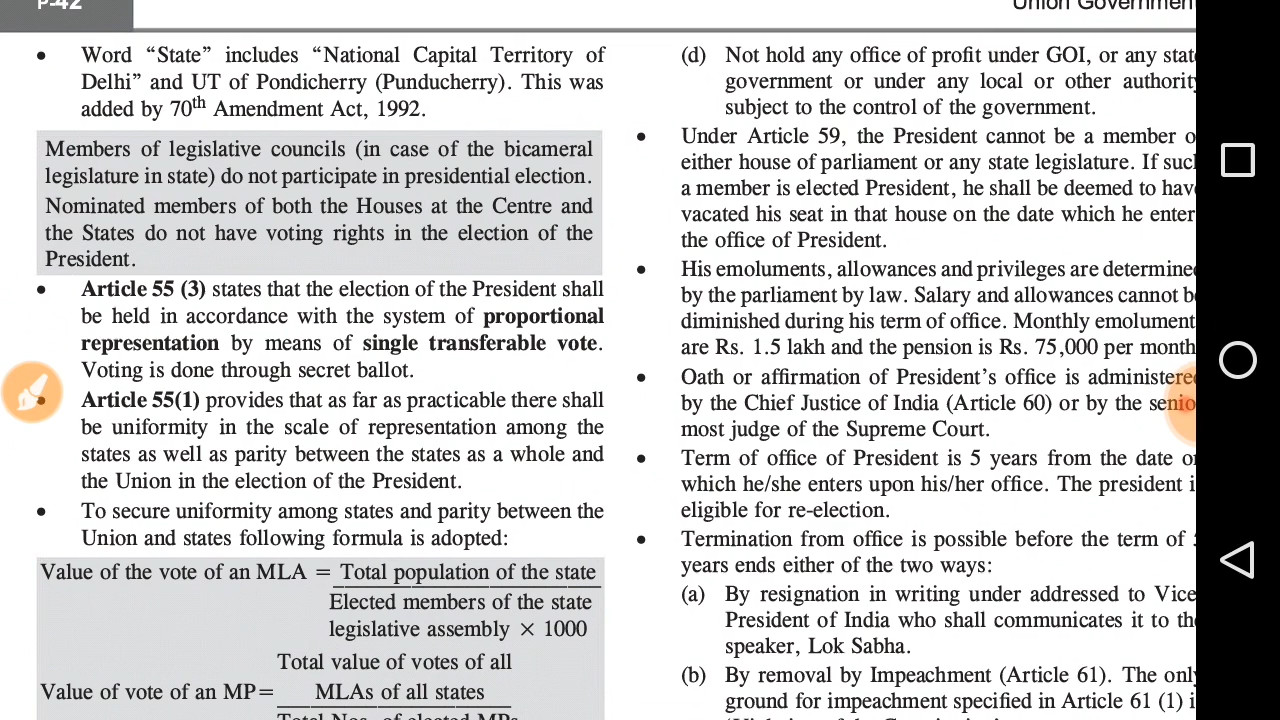 P-42
Union Governmen
• Word “State” includes “National Capital Territory of
Delhi” and UT of Pondicherry (Punducherry). This was
added by 70th Amendment Act, 1992.
Members of legislative councils (in case of the bicameral
legislature in state) do not participate in presidential election.
Nominated members of both the Houses at the Centre and
the States do not have voting rights in the election of the
President.
• Article 55 (3) states that the election of the President shall
be held in accordance with the system of proportional
representation by means of single transferable vote.
Voting is done through secret ballot.
• Article 55(1) provides that as far as practicable there shall
be uniformity in the scale of representation among the
states as well as parity between the states as a whole and
the Union in the election of the President.
• To secure uniformity among states and parity between the
Union and states following formula is adopted:
Value of the vote of an MLA = Total population of the state
Elected members of the state
legislative assembly × 1000
Total value of votes of all
Value of vote of an MP= MLAs of all states
Total Nos. of elected MPs
(d) Not hold any office of profit under GOI, or any stat
government or under any local or other authority
subject to the control of the government.
• Under Article 59, the President cannot be a member o
either house of parliament or any state legislature. If suc
a member is elected President, he shall be deemed to hav
vacated his seat in that house on the date which he enter
the office of President.
• His emoluments, allowances and privileges are determine
by the parliament by law. Salary and allowances cannot b
diminished during his term of office. Monthly emolument
are Rs. 1.5 lakh and the pension is Rs. 75,000 per month
• Oath or affirmation of President’s office is administere
by the Chief Justice of India (Article 60) or by the senio
most judge of the Supreme Court.
• Term of office of President is 5 years from the date o
which he/she enters upon his/her office. The president i
eligible for re-election.
• Termination from office is possible before the term of
years ends either of the two ways:
(a) By resignation in writing under addressed to Vice
President of India who shall communicates it to th
speaker, Lok Sabha.
(b) By removal by Impeachment (Article 61). The only
ground for impeachment specified in Article 61 (1) i